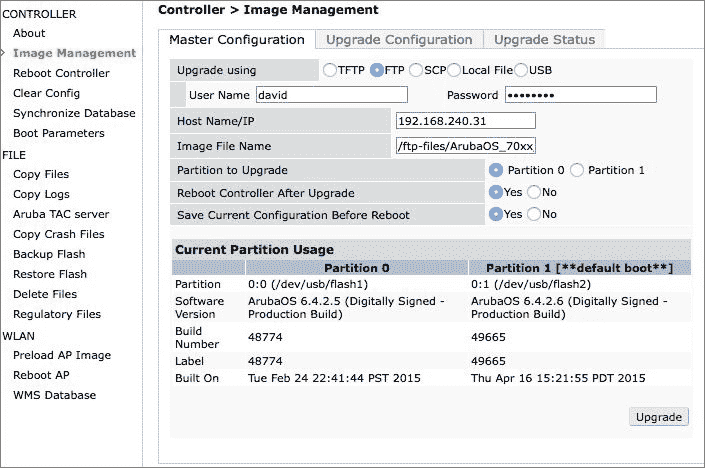 CONTROLLER
About
Image Management
Reboot Controller
Clear Config
Synchronize Database
Boot Parameters
FILE
Copy Files
Copy Logs
Aruba TAC server
Copy Crash Files
Backup Flash
Restore Flash
Delete Files
Regulatory Files
WLAN
Preload AP Image
Reboot AP
WMS Database
Controller > Image Management
Master Configuration Upgrade Configuration Upgrade Status
Upgrade using TFTP FTP SCP Local File USB
User Name david Password ••••••••
Host Name/IP 192.168.240.31
Image File Name /ftp-files/ArubaOS_70xx
Partition to Upgrade Partition 0 Partition 1
Reboot Controller After Upgrade Yes No
Save Current Configuration Before Reboot Yes No
Current Partition Usage
Partition 0 Partition 1 [**default boot**]
Partition 0:0 (/dev/usb/flash1) 0:1 (/dev/usb/flash2)
Software ArubaOS 6.4.2.5 (Digitally Signed - ArubaOS 6.4.2.6 (Digitally Signed -
Version Production Build) Production Build)
Build
Number 48774 49665
Label 48774 49665
Built On Tue Feb 24 22:41:44 PST 2015 Thu Apr 16 15:21:55 PDT 2015
Upgrade